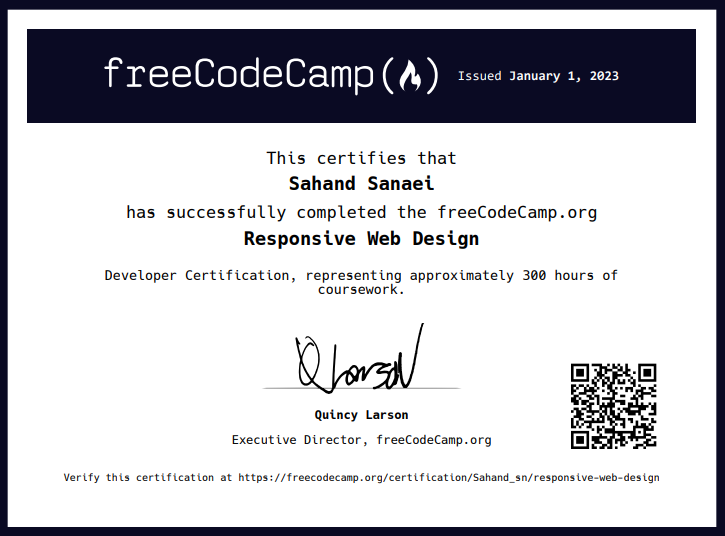 freeCodeCamp Issued January 1, 2023
This certifies that
Sahand Sanaei
has successfully completed the freeCodeCamp.org
Responsive Web Design
Developer Certification, representing approximately 300 hours of
coursework.
Q Larson
Quincy Larson
Executive Director, freeCodeCamp.org
Verify this certification at https://freecodecamp.org/certification/Sahand_sn/responsive-web-design